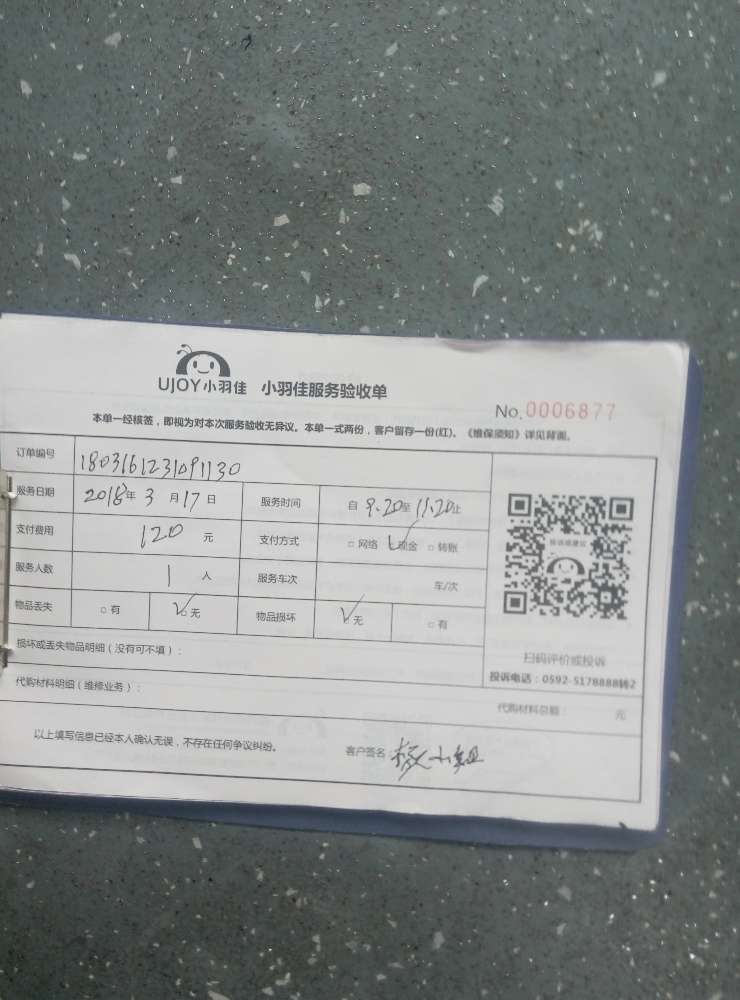 UJOY小羽佳 小羽佳服务验收单
No.0006877
本单一经核签，即视为对本次服务验收无异议。本单一式两份，客户留存一份(红)。《维保须知》详见背面。
订单编号 1803161231091130
服务日期 2018年 3 月17日 服务时间 自 9.20至 11.20止
支付费用 120 元 支付方式 □ 网络 ✓现金 □ 转账
服务人数 1 人 服务车次 车/次
物品丢失 □ 有 ✓□ 无 物品损坏 ✓无 □ 有
损坏或丢失物品明细（没有可不填）：
扫码评价或投诉
投诉电话：0592-5178888转2
代购材料明细（维修业务）：
代购材料总额： 元
以上填写信息已经本人确认无误，不存在任何争议纠纷。 客户签名